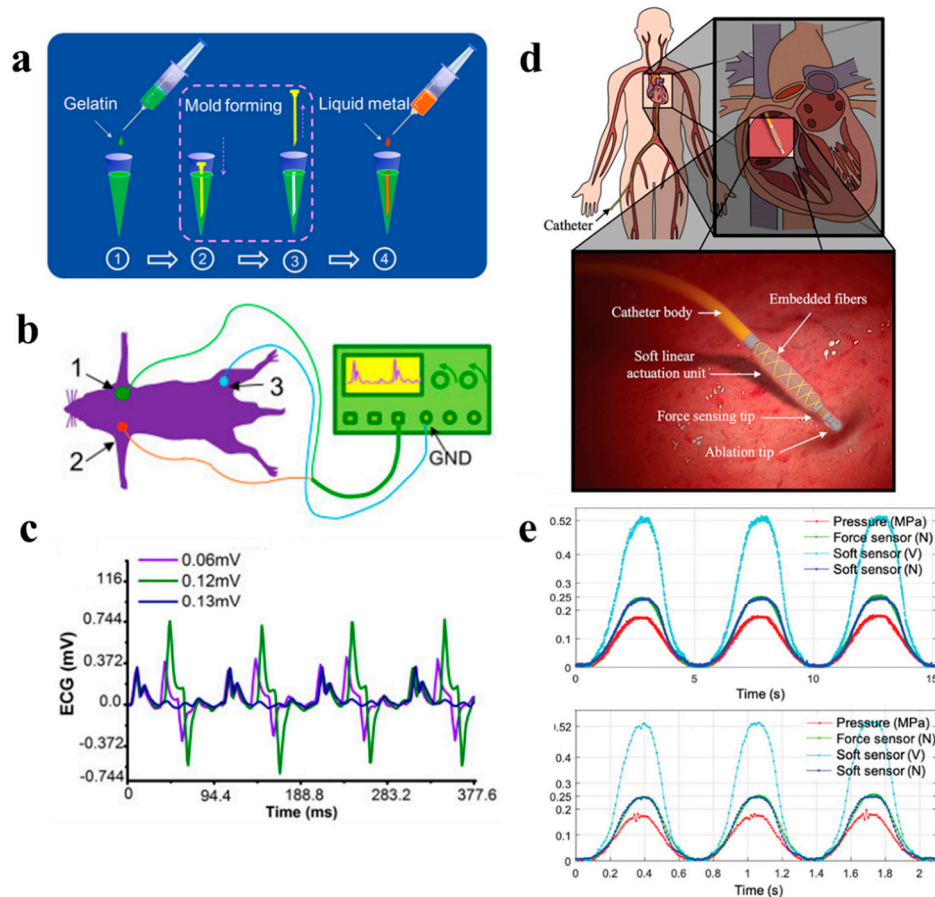 a
Gelatin
Mold forming
Liquid metal
1
2
3
4
b
1
2
3
GND
c
0.06mV
0.12mV
0.13mV
116
0.744
0.372
0.0
-0.372
-0.744
ECG (mV)
0
94.4
188.8
283.2
377.6
Time (ms)
d
Catheter
Catheter body
Embedded fibers
Soft linear
actuation unit
Force sensing tip
Ablation tip
e
Pressure (MPa)
Force sensor (N)
Soft sensor (V)
Soft sensor (N)
0.52
0.3
0.25
0.2
0.1
0
0
5
10
15
Time (s)
Pressure (MPa)
Force sensor (N)
Soft sensor (V)
Soft sensor (N)
0.52
0.4
0.3
0.25
0.2
0.1
0
0
0.2
0.4
0.6
0.8
1
1.2
1.4
1.6
1.8
2
Time (s)